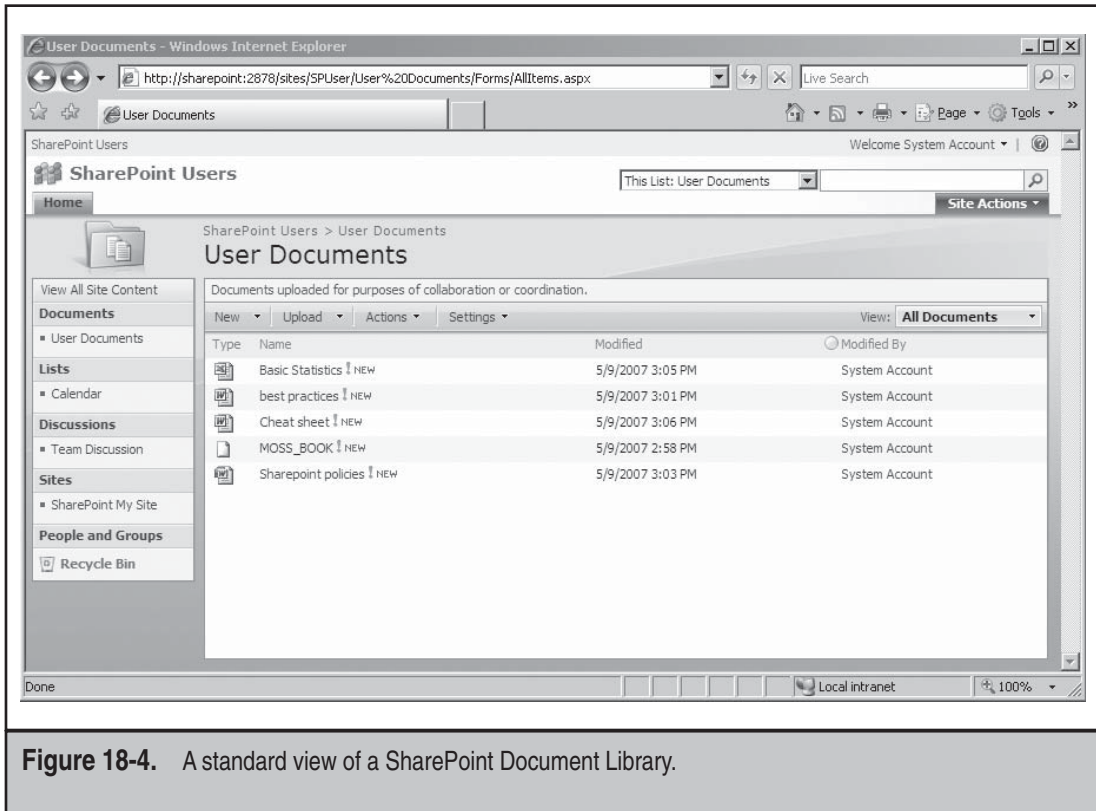 User Documents - Windows Internet Explorer
http://sharepoint:2878/sites/SPUser/User%20Documents/Forms/AllItems.aspx
Live Search
User Documents
Page
Tools
SharePoint Users
Welcome System Account
SharePoint Users
This List: User Documents
Home
Site Actions
SharePoint Users > User Documents
User Documents
View All Site Content
Documents
User Documents
Lists
Calendar
Discussions
Team Discussion
Sites
SharePoint My Site
People and Groups
Recycle Bin
Documents uploaded for purposes of collaboration or coordination.
New Upload Actions Settings View: All Documents
Type Name Modified Modified By
Basic Statistics ! NEW 5/9/2007 3:05 PM System Account
best practices ! NEW 5/9/2007 3:01 PM System Account
Cheat sheet ! NEW 5/9/2007 3:06 PM System Account
MOSS_BOOK ! NEW 5/9/2007 2:58 PM System Account
Sharepoint policies ! NEW 5/9/2007 3:03 PM System Account
Done
Local intranet
100%
Figure 18-4. A standard view of a SharePoint Document Library.